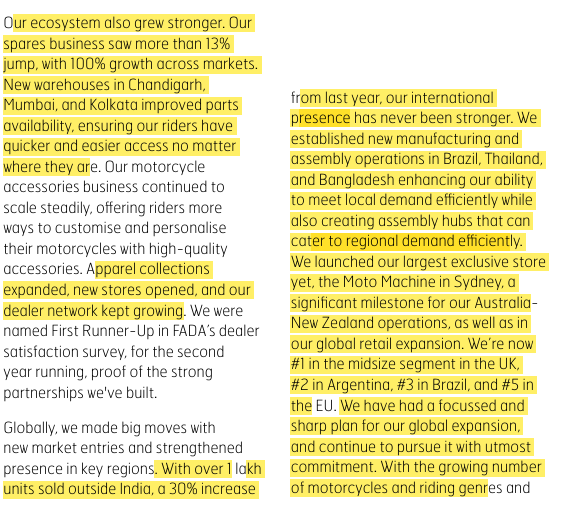 Our ecosystem also grew stronger. Our
spares business saw more than 13%
jump, with 100% growth across markets.
New warehouses in Chandigarh,
Mumbai, and Kolkata improved parts
availability, ensuring our riders have
quicker and easier access no matter
where they are. Our motorcycle
accessories business continued to
scale steadily, offering riders more
ways to customise and personalise
their motorcycles with high-quality
accessories. Apparel collections
expanded, new stores opened, and our
dealer network kept growing. We were
named First Runner-Up in FADA's dealer
satisfaction survey, for the second
year running, proof of the strong
partnerships we've built.
Globally, we made big moves with
new market entries and strengthened
presence in key regions. With over 1 lakh
units sold outside India, a 30% increase
from last year, our international
presence has never been stronger. We
established new manufacturing and
assembly operations in Brazil, Thailand,
and Bangladesh enhancing our ability
to meet local demand efficiently while
also creating assembly hubs that can
cater to regional demand efficiently.
We launched our largest exclusive store
yet, the Moto Machine in Sydney, a
significant milestone for our Australia-
New Zealand operations, as well as in
our global retail expansion. We're now
#1 in the midsize segment in the UK,
#2 in Argentina, #3 in Brazil, and #5 in
the EU. We have had a focussed and
sharp plan for our global expansion,
and continue to pursue it with utmost
commitment. With the growing number
of motorcycles and riding genres and